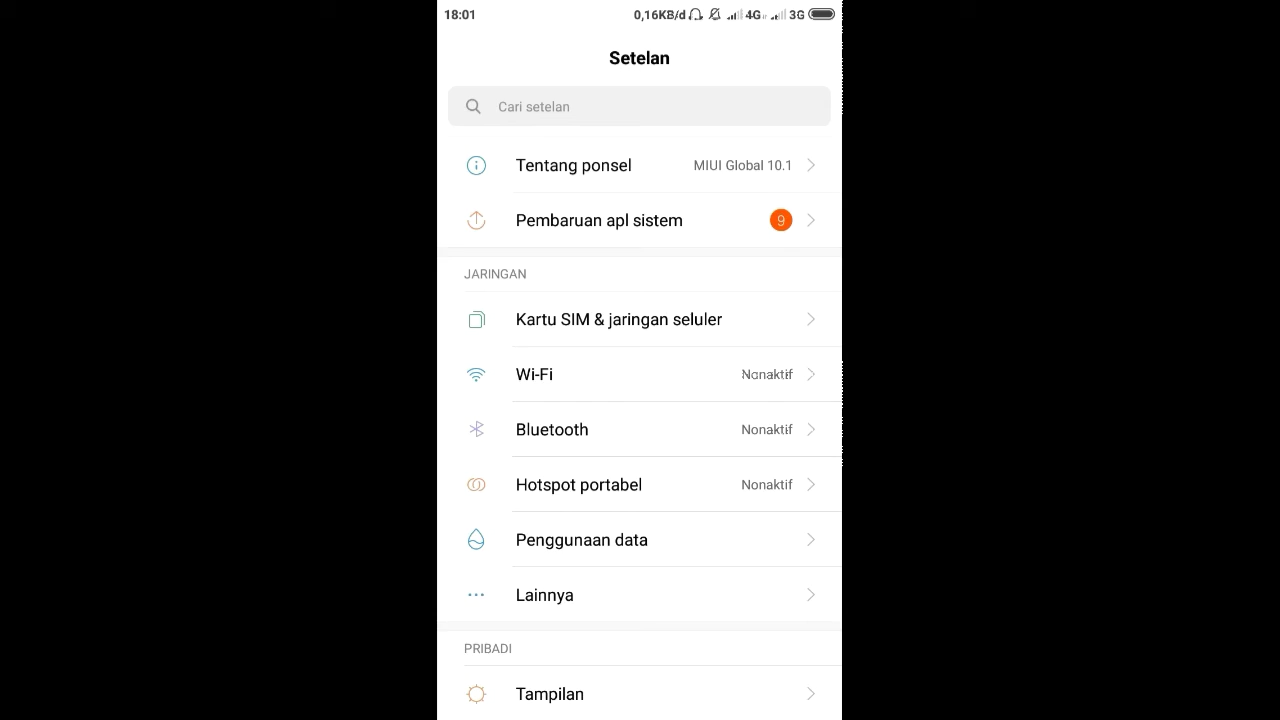 18:01 0,16KB/d 4G 3G
Setelan
Cari setelan
Tentang ponsel MIUI Global 10.1
Pembaruan apl sistem 9
JARINGAN
Kartu SIM & jaringan seluler
Wi-Fi Nonaktif
Bluetooth Nonaktif
Hotspot portabel Nonaktif
Penggunaan data
Lainnya
PRIBADI
Tampilan